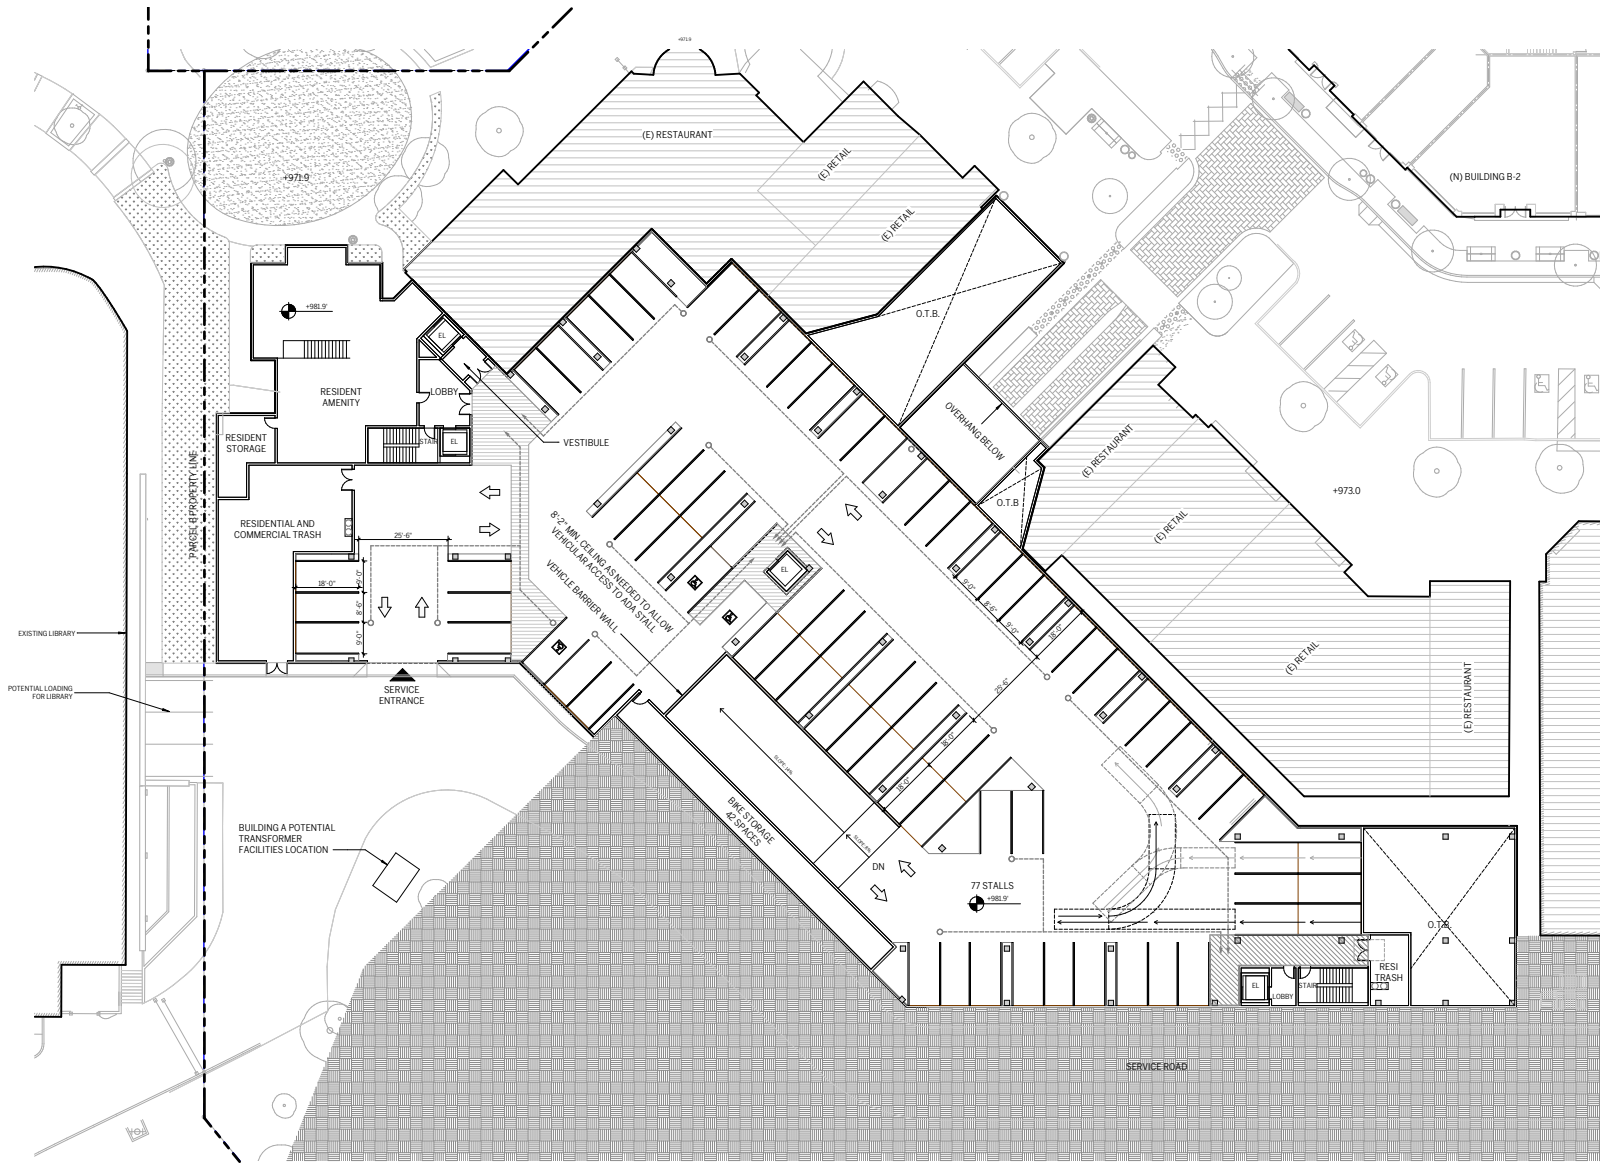 +971.9
(E) RESTAURANT
(E) RETAIL
(E) RETAIL
+971.9
(N) BUILDING B-2
+981.9'
EL
O.T.B.
RESIDENT
AMENITY
LOBBY
OVERHANG BELOW
(E) RESTAURANT
RESIDENT
STORAGE
STAIR
EL
VESTIBULE
+973.0
PARCEL B PROPERTY LINE
O.T.B
(E) RETAIL
RESIDENTIAL AND
COMMERCIAL TRASH
25'-6"
8'-2" MIN. CEILING AS NEEDED TO ALLOW
VEHICULAR ACCESS TO ADA STALL
VEHICLE BARRIER WALL
EL
18'-0"
9'-0"
8'-6"
9'-0"
9'-0"
8'-6"
9'-0"
18'-0"
EXISTING LIBRARY
(E) RETAIL
(E) RESTAURANT
POTENTIAL LOADING
FOR LIBRARY
SERVICE
ENTRANCE
25'-6"
18'-0"
18'-0"
SLOPE: 14%
BIKE STORAGE
42 SPACES
BUILDING A POTENTIAL
TRANSFORMER
FACILITIES LOCATION
DN
77 STALLS
+981.9'
O.T.B.
RESI
TRASH
EL
LOBBY
STAIR
SERVICE ROAD